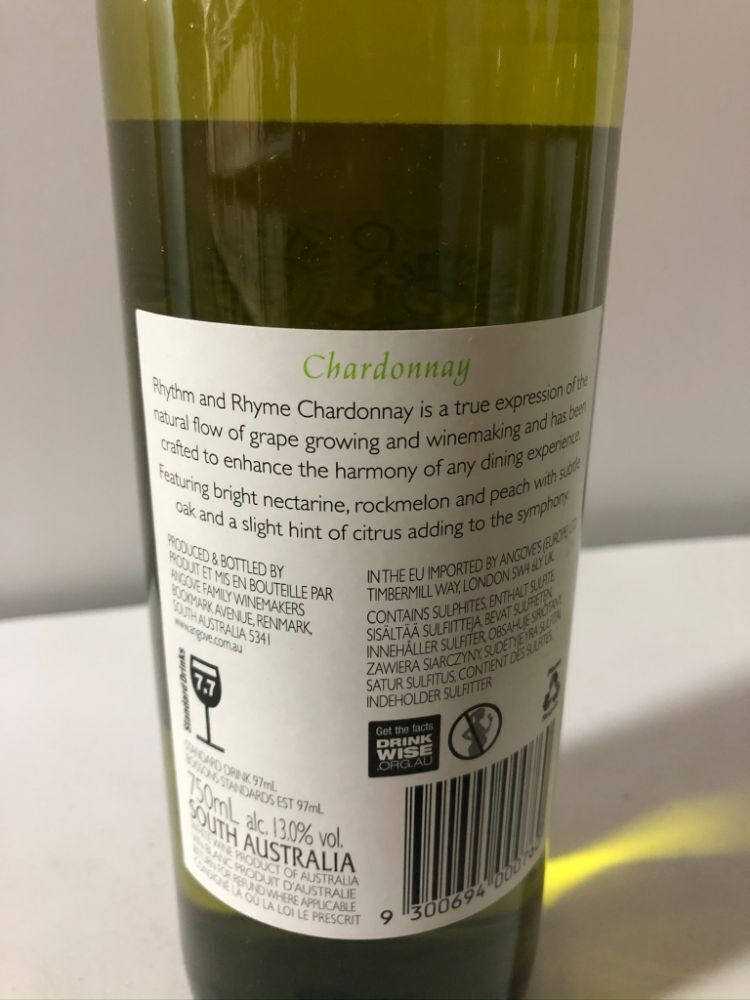 Chardonnay
Rhythm and Rhyme Chardonnay is a true expression of the
natural flow of grape growing and winemaking and has been
crafted to enhance the harmony of any dining experience.
Featuring bright nectarine, rockmelon and peach with subtle
oak and a slight hint of citrus adding to the symphony.
PRODUCED & BOTTLED BY
PRODUIT ET MIS EN BOUTEILLE PAR
ANGOVE FAMILY WINEMAKERS
BOOKMARK AVENUE, RENMARK,
SOUTH AUSTRALIA 5341
www.angove.com.au
IN THE EU IMPORTED BY ANGOVE'S (EUROPE) LTD
TIMBERMILL WAY, LONDON SW4 6LY UK
CONTAINS SULPHITES, ENTHALT SULFITE,
SISÄLTÄÄ SULFIITTEJA, BEVAT SULFIETEN,
INNEHÅLLER SULFITER, OBSAHUJE SIŘIČITANY,
ZAWIERA SIARCZYNY, SUDĖTYJE YRA SULFITAI,
SATUR SULFITUS, CONTIENT DES SULFITES,
INDEHOLDER SULFITTER
Standard Drinks
7.7
Get the facts
DRINK
WISE
.ORG.AU
STANDARD DRINK 97mL
BOISSONS STANDARDS EST 97mL
750mL alc. 13.0% vol.
SOUTH AUSTRALIA
WHITE WINE PRODUCT OF AUSTRALIA
VIN BLANC PRODUIT D'AUSTRALIE
RETURN FOR REFUND WHERE APPLICABLE
CONSIGNÉ LÀ OÙ LA LOI LE PRESCRIT
9 300694